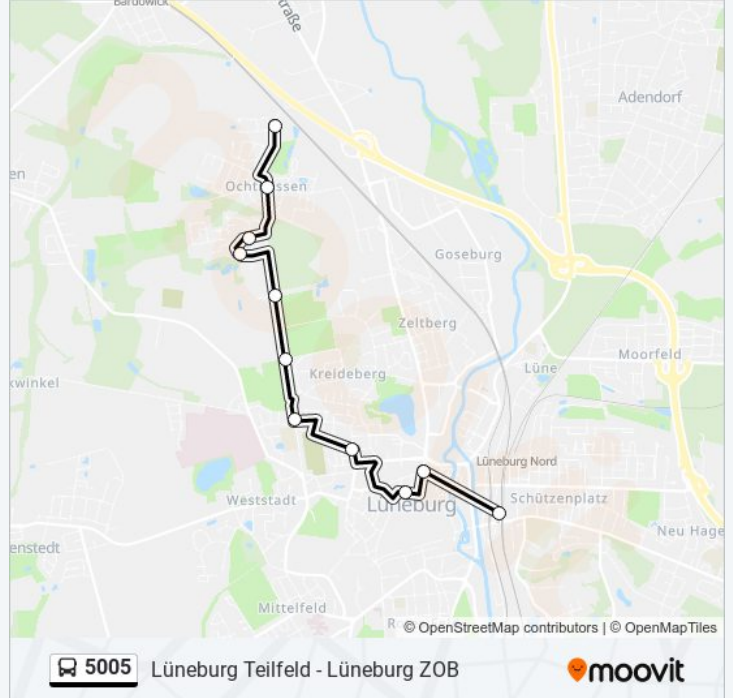 Bardowick
straße
Adendorf
en
Ochtmissen
Goseburg
Zeltberg
Moorfeld
Lüne
Kreideberg
kwinkel
Lüneburg Nord
Weststadt
Lüneburg
Schützenplatz
Neu Hage
enstedt
Mittelfeld
R
© OpenStreetMap contributors | © OpenMapTiles
5005 Lüneburg Teilfeld - Lüneburg ZOB
moovit